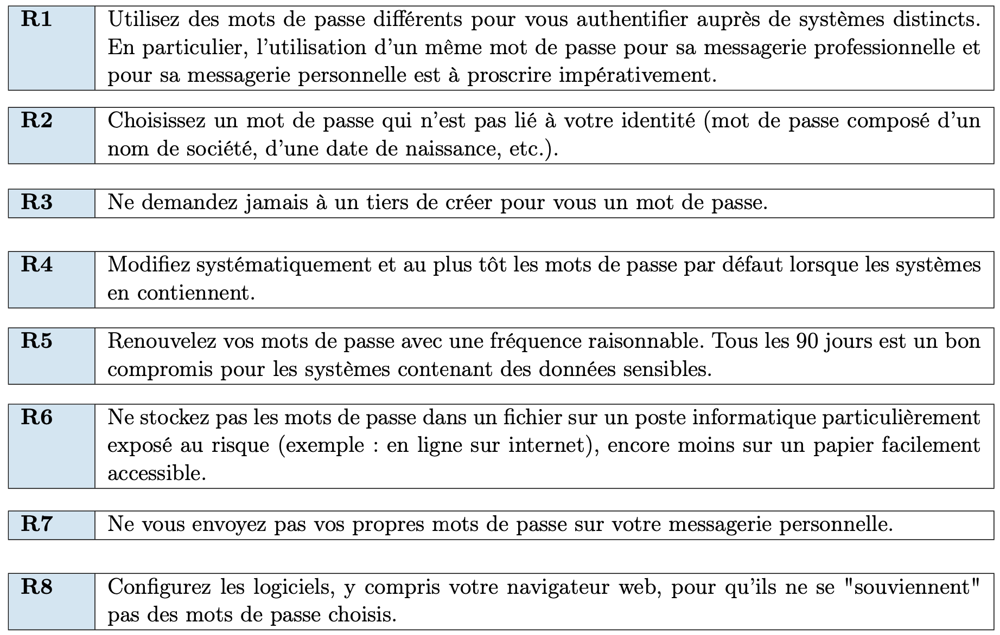 R1 Utilisez des mots de passe différents pour vous authentifier auprès de systèmes distincts.
En particulier, l’utilisation d’un même mot de passe pour sa messagerie professionnelle et
pour sa messagerie personnelle est à proscrire impérativement.
R2 Choisissez un mot de passe qui n’est pas lié à votre identité (mot de passe composé d’un
nom de société, d’une date de naissance, etc.).
R3 Ne demandez jamais à un tiers de créer pour vous un mot de passe.
R4 Modifiez systématiquement et au plus tôt les mots de passe par défaut lorsque les systèmes
en contiennent.
R5 Renouvelez vos mots de passe avec une fréquence raisonnable. Tous les 90 jours est un bon
compromis pour les systèmes contenant des données sensibles.
R6 Ne stockez pas les mots de passe dans un fichier sur un poste informatique particulièrement
exposé au risque (exemple : en ligne sur internet), encore moins sur un papier facilement
accessible.
R7 Ne vous envoyez pas vos propres mots de passe sur votre messagerie personnelle.
R8 Configurez les logiciels, y compris votre navigateur web, pour qu’ils ne se "souviennent"
pas des mots de passe choisis.